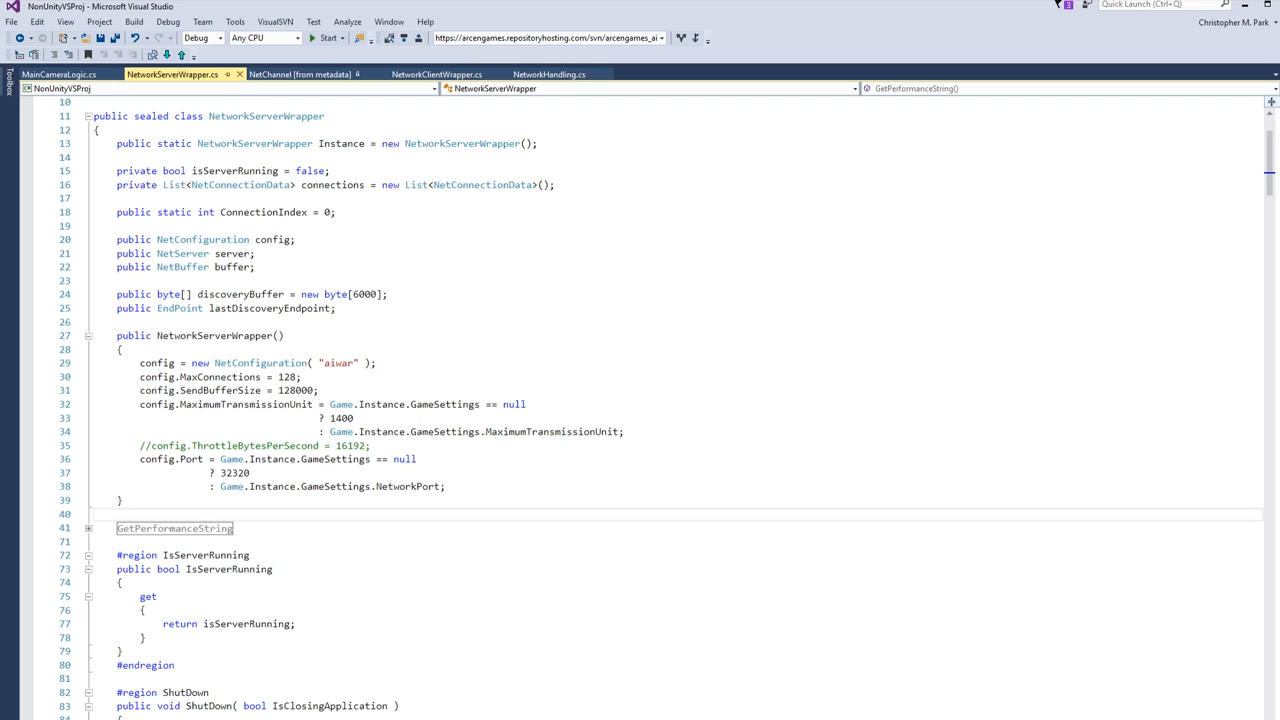 NonUnityVSProj - Microsoft Visual Studio
3
Quick Launch (Ctrl+Q)
File Edit View Project Build Debug Team Tools VisualSVN Test Analyze Window Help
Christopher M. Park
Debug Any CPU Start https://arcengames.repositoryhosting.com/svn/arcengames_ai
Toolbox
MainCameraLogic.cs NetworkServerWrapper.cs NetChannel [from metadata] NetworkClientWrapper.cs NetworkHandling.cs
NonUnityVSProj NetworkServerWrapper GetPerformanceString()
10
11 public sealed class NetworkServerWrapper
12 {
13 public static NetworkServerWrapper Instance = new NetworkServerWrapper();
14
15 private bool isServerRunning = false;
16 private List<NetConnectionData> connections = new List<NetConnectionData>();
17
18 public static int ConnectionIndex = 0;
19
20 public NetConfiguration config;
21 public NetServer server;
22 public NetBuffer buffer;
23
24 public byte[] discoveryBuffer = new byte[6000];
25 public EndPoint lastDiscoveryEndpoint;
26
27 public NetworkServerWrapper()
28 {
29 config = new NetConfiguration( "aiwar" );
30 config.MaxConnections = 128;
31 config.SendBufferSize = 128000;
32 config.MaximumTransmissionUnit = Game.Instance.GameSettings == null
33 ? 1400
34 : Game.Instance.GameSettings.MaximumTransmissionUnit;
35 //config.ThrottleBytesPerSecond = 16192;
36 config.Port = Game.Instance.GameSettings == null
37 ? 32320
38 : Game.Instance.GameSettings.NetworkPort;
39 }
40
41 GetPerformanceString
71
72 #region IsServerRunning
73 public bool IsServerRunning
74 {
75 get
76 {
77 return isServerRunning;
78 }
79 }
80 #endregion
81
82 #region ShutDown
83 public void ShutDown( bool IsClosingApplication )
84 {